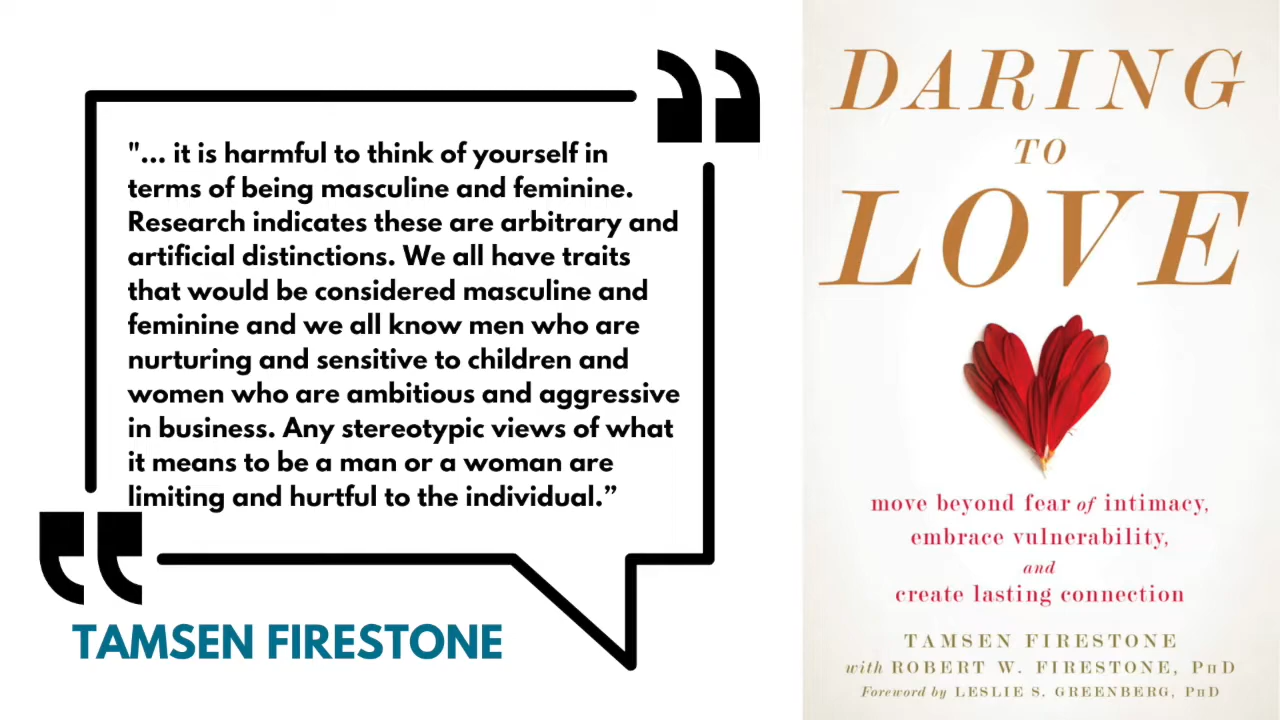 "... it is harmful to think of yourself in
terms of being masculine and feminine.
Research indicates these are arbitrary and
artificial distinctions. We all have traits
that would be considered masculine and
feminine and we all know men who are
nurturing and sensitive to children and
women who are ambitious and aggressive
in business. Any stereotypic views of what
it means to be a man or a woman are
limiting and hurtful to the individual.”
TAMSEN FIRESTONE
DARING
TO
LOVE
move beyond fear of intimacy,
embrace vulnerability,
and
create lasting connection
TAMSEN FIRESTONE
with ROBERT W. FIRESTONE, PHD
Foreword by LESLIE S. GREENBERG, PHD